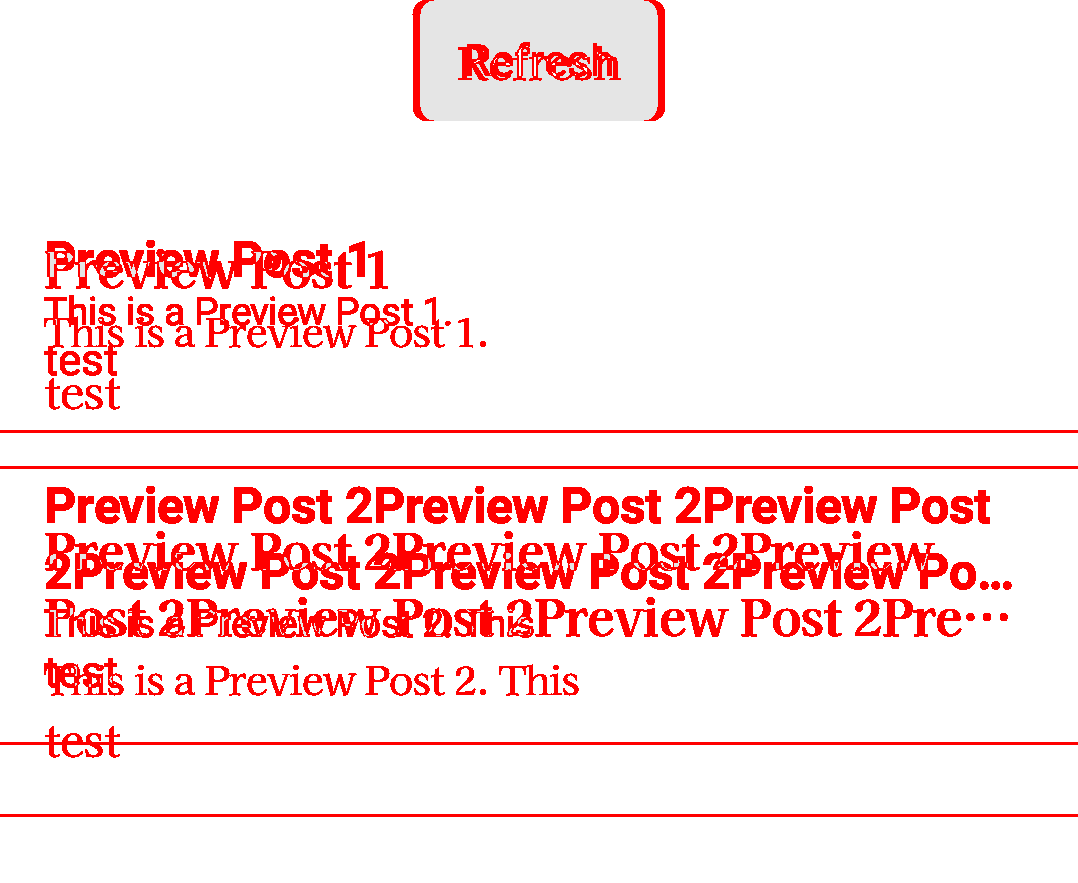 Refresh
Refresh
Preview Post 1
Preview Post 1
This is a Preview Post 1.
This is a Preview Post 1.
test
test
Preview Post 2Preview Post 2Preview Post
Preview Post 2Preview Post 2Preview
2Preview Post 2Preview Post 2Preview Po...
Post 2Preview Post 2Preview Post 2Pre···
This is a Preview Post 2. This
test
This is a Preview Post 2. This
test